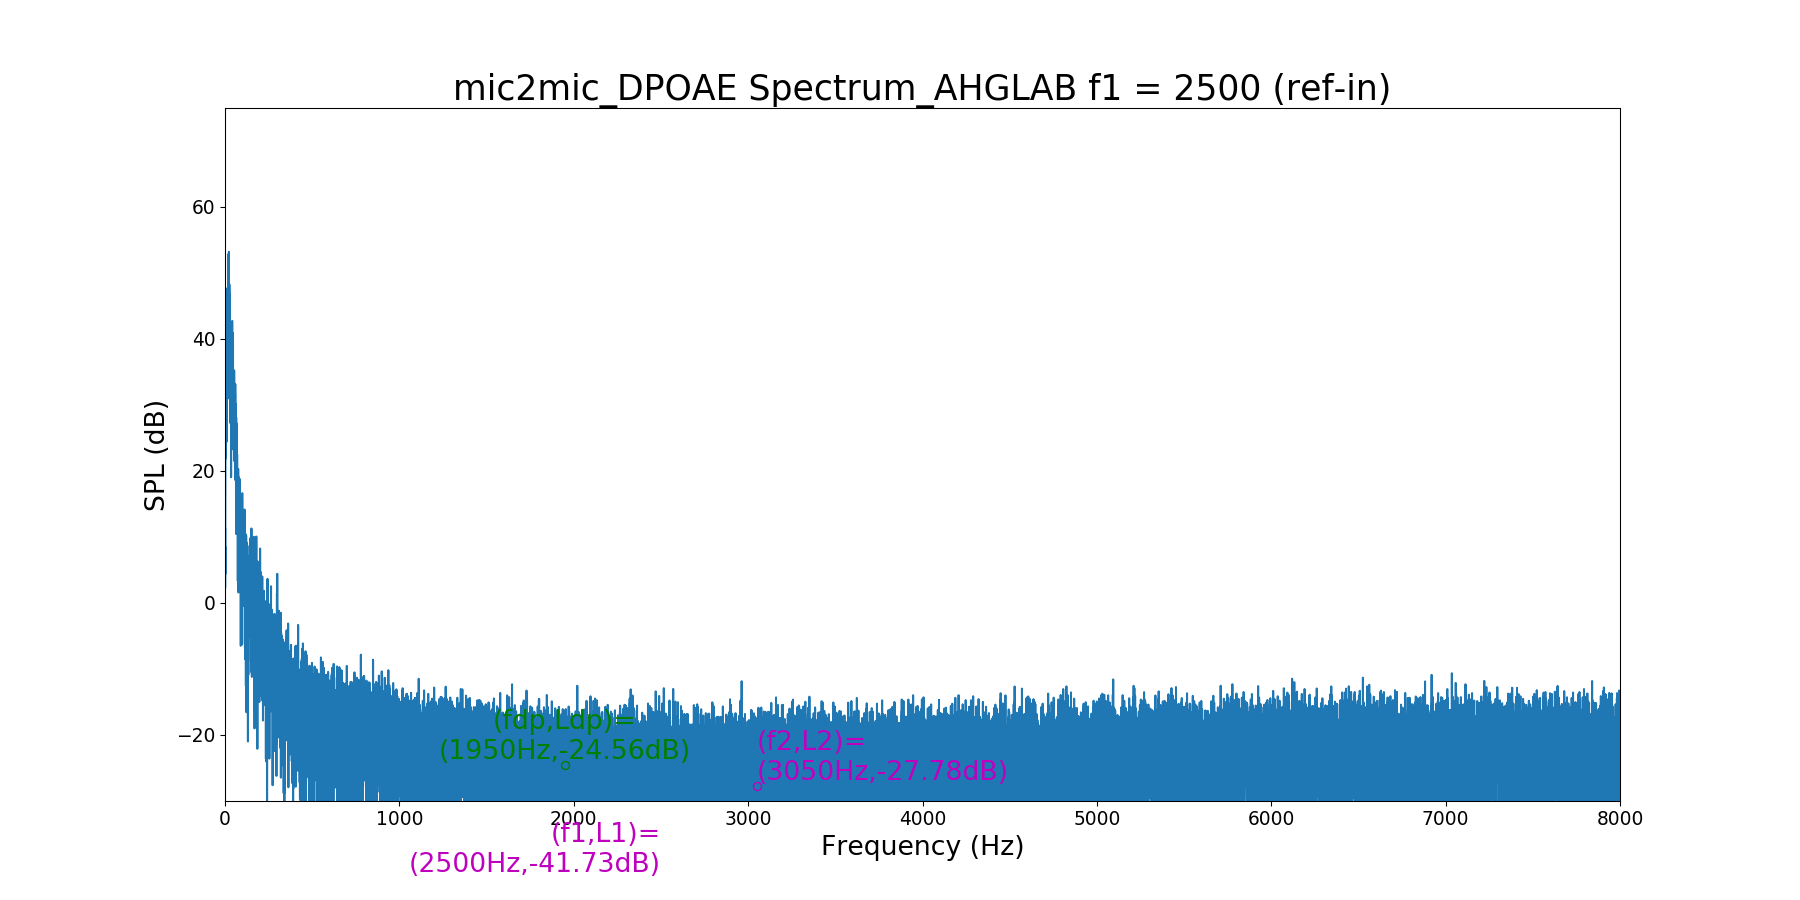 mic2mic_DPOAE Spectrum_AHGLAB f1 = 2500 (ref-in)
SPL (dB)
60
40
20
0
−20
(fdp,Ldp)=
(1950Hz,-24.56dB)
(f2,L2)=
(3050Hz,-27.78dB)
0 1000 2000 3000 4000 5000 6000 7000 8000
(f1,L1)=
(2500Hz,-41.73dB)
Frequency (Hz)